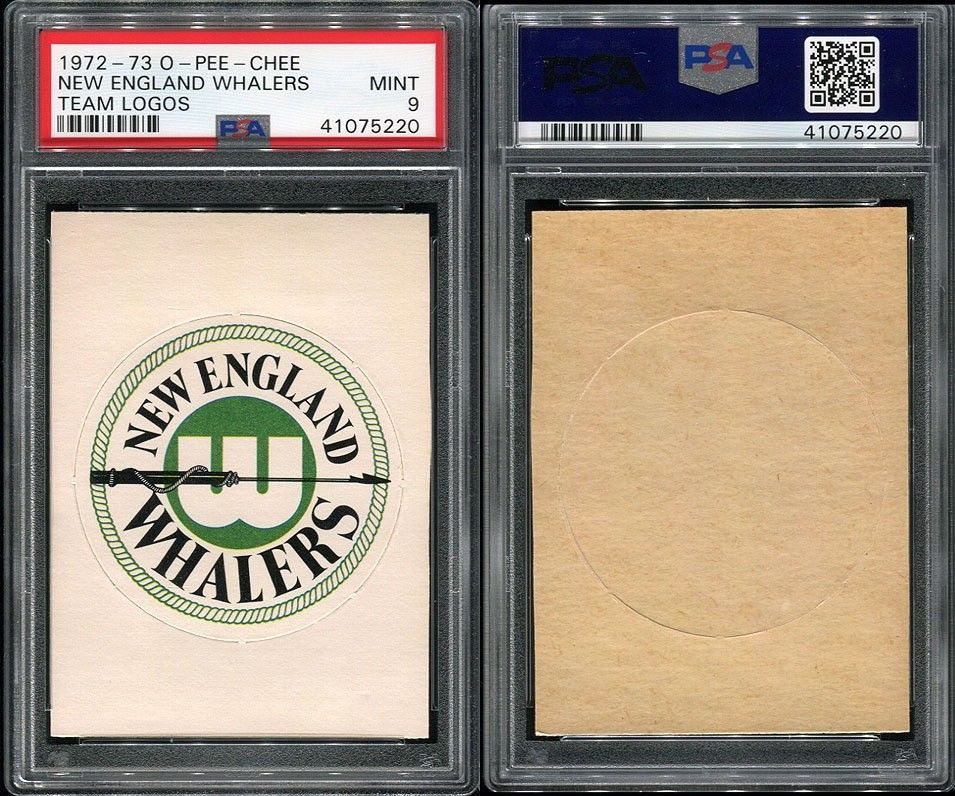 1972 - 73 O - PEE - CHEE
NEW ENGLAND WHALERS MINT
TEAM LOGOS 9
PSA 41075220
NEW ENGLAND
W
WHALERS
PSA PSA
41075220